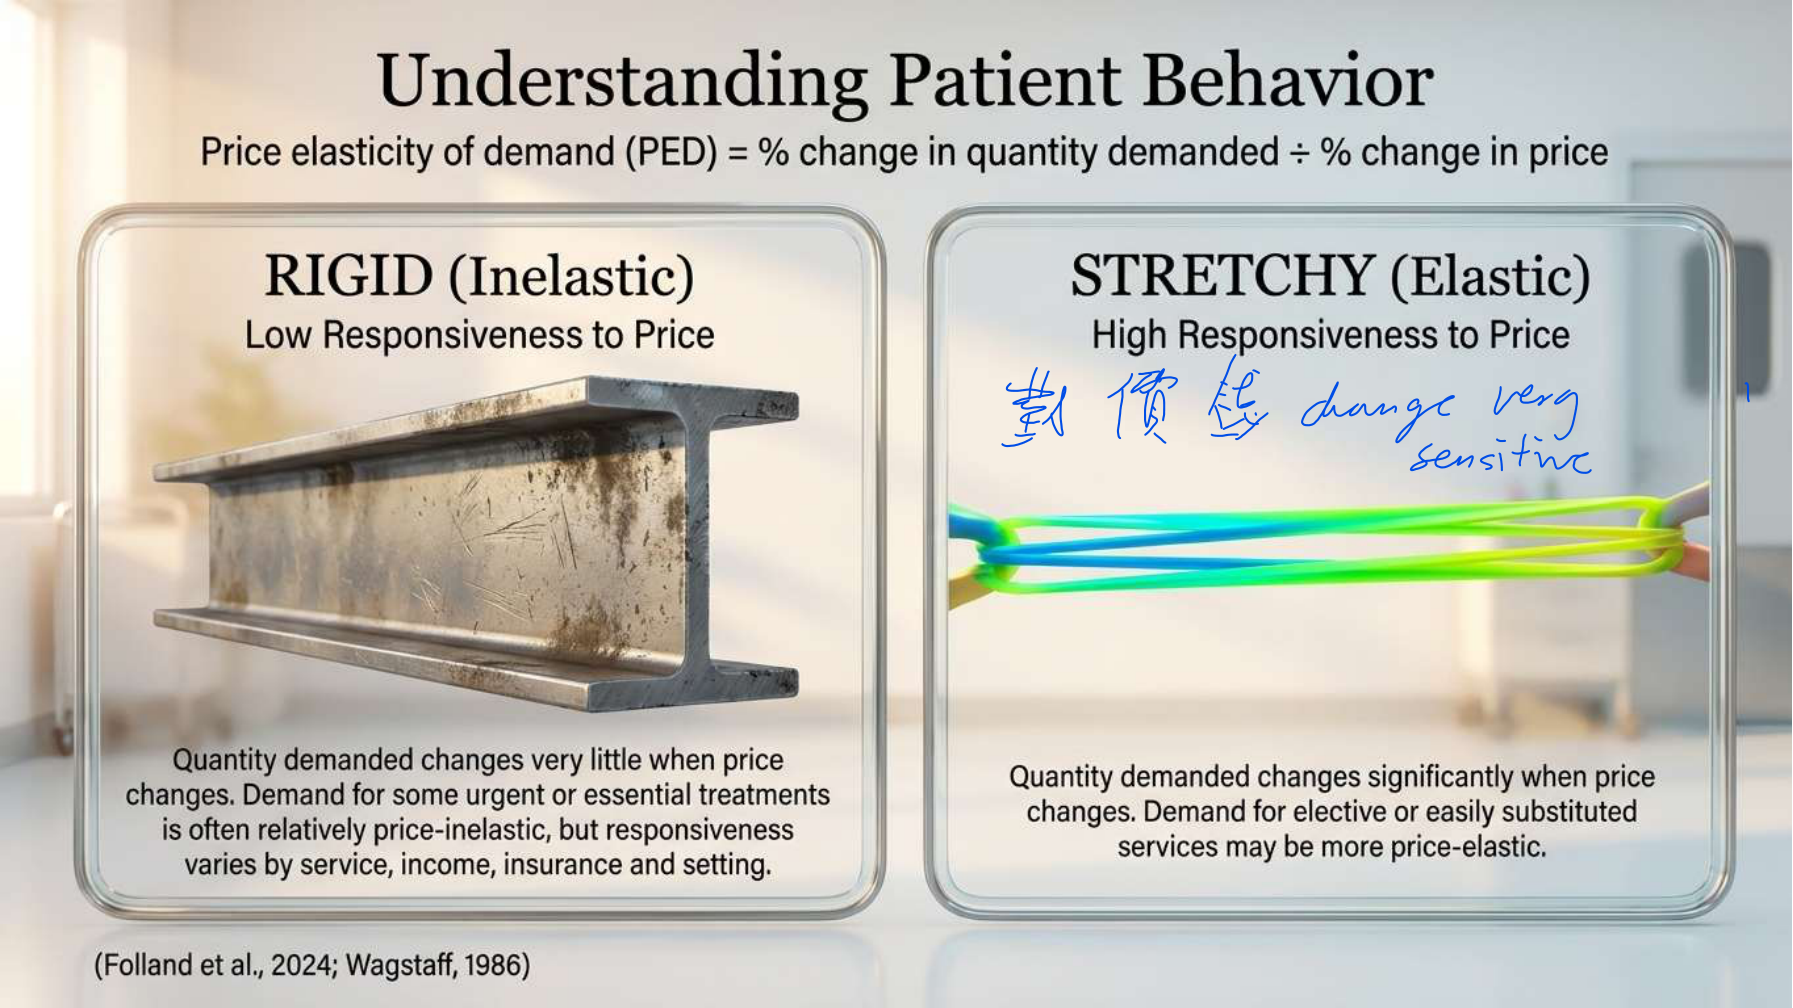 Understanding Patient Behavior
Price elasticity of demand (PED) = % change in quantity demanded ÷ % change in price
RIGID (Inelastic)
Low Responsiveness to Price
Quantity demanded changes very little when price
changes. Demand for some urgent or essential treatments
is often relatively price-inelastic, but responsiveness
varies by service, income, insurance and setting.
STRETCHY (Elastic)
High Responsiveness to Price
對 價 錢 change very
sensitive
Quantity demanded changes significantly when price
changes. Demand for elective or easily substituted
services may be more price-elastic.
(Folland et al., 2024; Wagstaff, 1986)